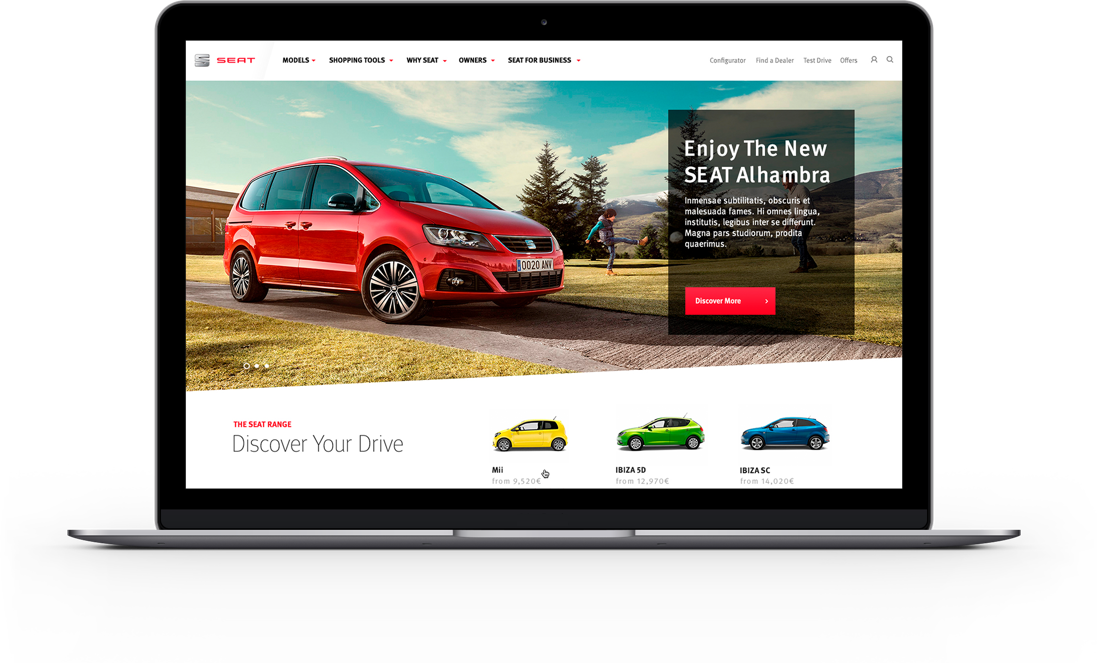 SEAT
MODELS SHOPPING TOOLS WHY SEAT OWNERS SEAT FOR BUSINESS
Configurator Find a Dealer Test Drive Offers
Enjoy The New
SEAT Alhambra
Inmensae subtilitatis, obscuris et
malesuada fames. Hi omnes lingua,
institutis, legibus inter se differunt.
Magna pars studiorum, prodita
quaerimus.
Discover More
0020 ANV
THE SEAT RANGE
Discover Your Drive
Mii
from 9,520€
IBIZA 5D
from 12,970€
IBIZA SC
from 14,020€